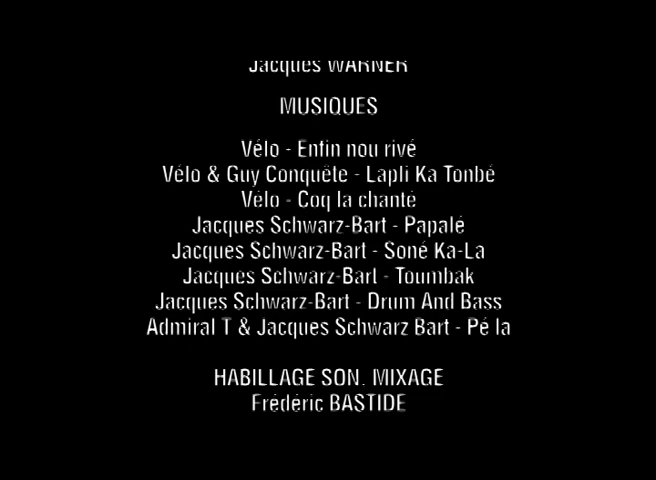 Jacques WARNER
MUSIQUES
Vélo - Enfin nou rivé
Vélo & Guy Conquête - Lapli Ka Tonbé
Vélo - Coq la chanté
Jacques Schwarz-Bart - Papalé
Jacques Schwarz-Bart - Soné Ka-La
Jacques Schwarz-Bart - Toumbak
Jacques Schwarz-Bart - Drum And Bass
Admiral T & Jacques Schwarz Bart - Pé la
HABILLAGE SON. MIXAGE
Frédéric BASTIDE